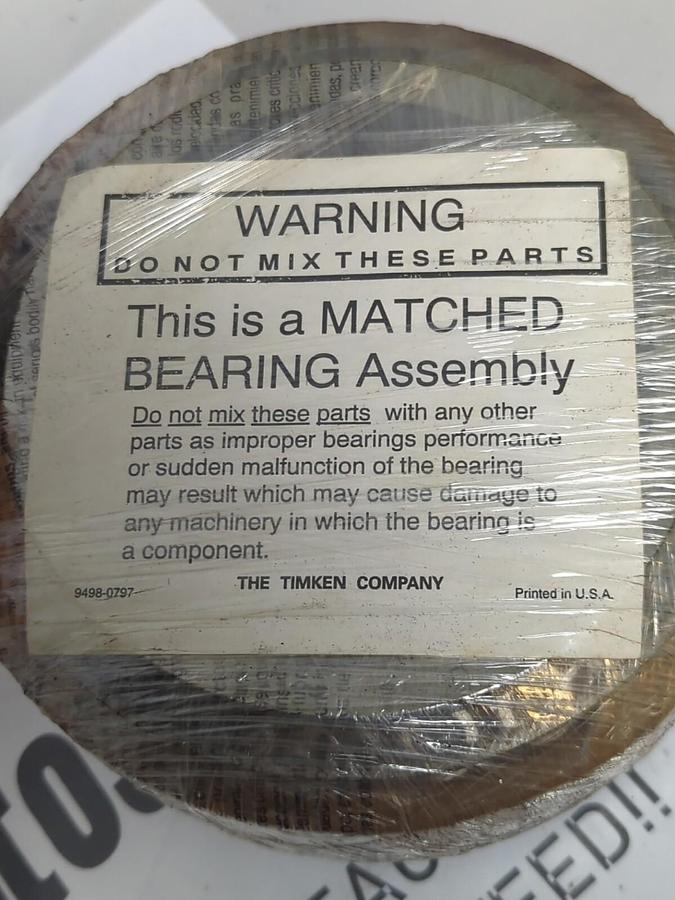 WARNING
DO NOT MIX THESE PARTS
This is a MATCHED
BEARING Assembly
Do not mix these parts with any other
parts as improper bearings performance
or sudden malfunction of the bearing
may result which may cause damage to
any machinery in which the bearing is
a component.
THE TIMKEN COMPANY
9498-0797
Printed in U.S.A.